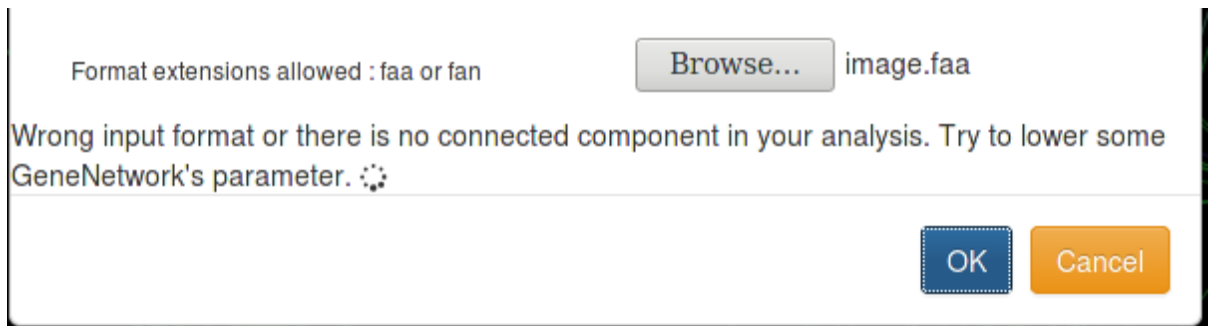 Format extensions allowed : faa or fan
Browse... image.faa
Wrong input format or there is no connected component in your analysis. Try to lower some
GeneNetwork's parameter.
OK Cancel